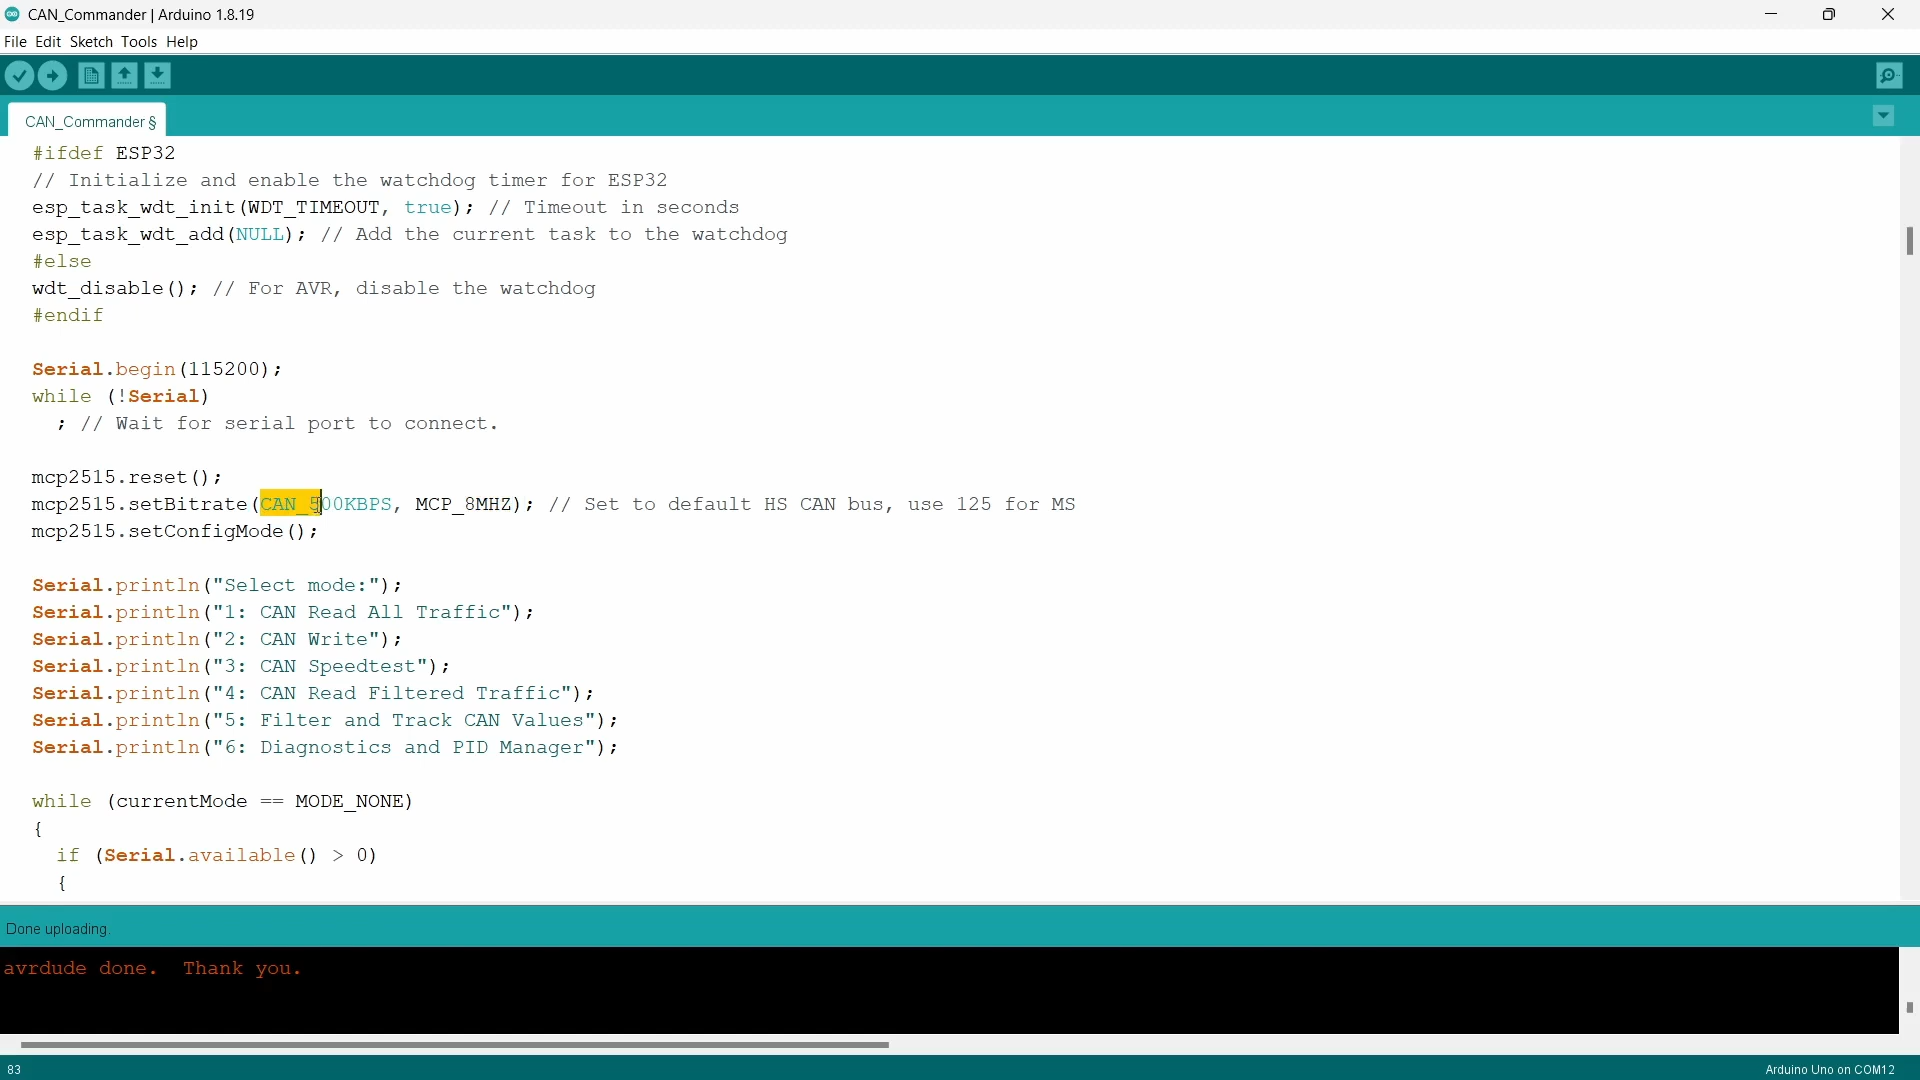 CAN_Commander | Arduino 1.8.19
File Edit Sketch Tools Help
CAN_Commander §
#ifdef ESP32
// Initialize and enable the watchdog timer for ESP32
esp_task_wdt_init(WDT_TIMEOUT, true); // Timeout in seconds
esp_task_wdt_add(NULL); // Add the current task to the watchdog
#else
wdt_disable(); // For AVR, disable the watchdog
#endif
Serial.begin(115200);
while (!Serial)
; // Wait for serial port to connect.
mcp2515.reset();
mcp2515.setBitrate(CAN_500KBPS, MCP_8MHZ); // Set to default HS CAN bus, use 125 for MS
mcp2515.setConfigMode();
Serial.println("Select mode:");
Serial.println("1: CAN Read All Traffic");
Serial.println("2: CAN Write");
Serial.println("3: CAN Speedtest");
Serial.println("4: CAN Read Filtered Traffic");
Serial.println("5: Filter and Track CAN Values");
Serial.println("6: Diagnostics and PID Manager");
while (currentMode == MODE_NONE)
{
if (Serial.available() > 0)
{
Done uploading.
avrdude done.  Thank you.
83
Arduino Uno on COM12